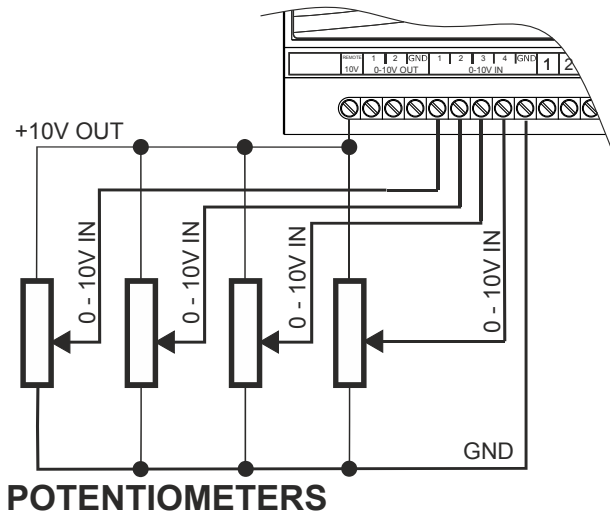 REMOTE 1 2 GND 1 2 3 4 GND 1 2
10V 0-10V OUT 0-10V IN
+10V OUT
0 - 10V IN
0 - 10V IN
0 - 10V IN
0 - 10V IN
GND
POTENTIOMETERS